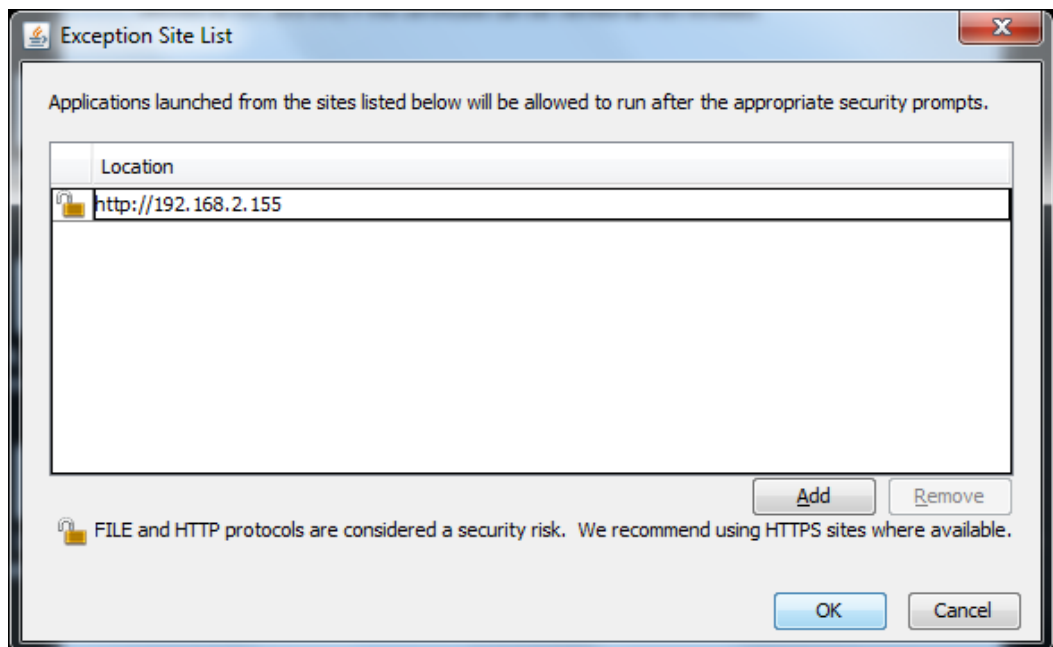 Exception Site List
Applications launched from the sites listed below will be allowed to run after the appropriate security prompts.
Location
http://192.168.2.155
Add
Remove
FILE and HTTP protocols are considered a security risk.  We recommend using HTTPS sites where available.
OK
Cancel